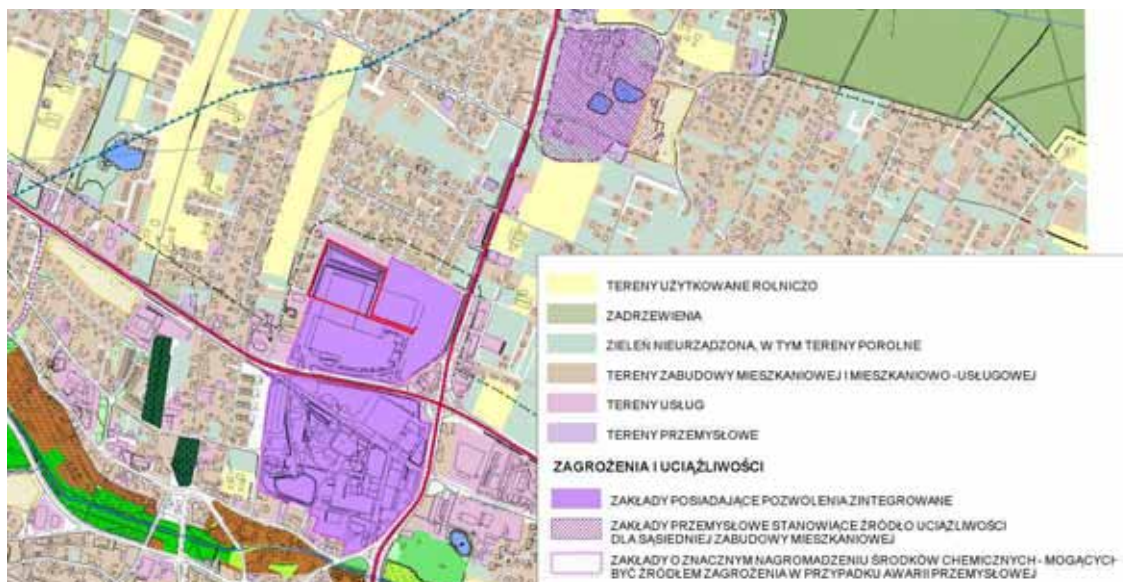 TERENY UŻYTKOWANE ROLNICZO
ZADRZEWIENIA
ZIELEŃ NIEURZĄDZONA, W TYM TERENY POROLNE
TERENY ZABUDOWY MIESZKANIOWEJ I MIESZKANIOWO -USŁUGOWEJ
TERENY USŁUG
TERENY PRZEMYSŁOWE
ZAGROŻENIA I UCIĄŻLIWOŚCI
ZAKŁADY POSIADAJĄCE POZWOLENIA ZINTEGROWANE
ZAKŁADY PRZEMYSŁOWE STANOWIĄCE ŹRÓDŁO UCIĄŻLIWOŚCI
DLA SĄSIEDNIEJ ZABUDOWY MIESZKANIOWEJ
ZAKŁADY O ZNACZNYM NAGROMADZENIU ŚRODKÓW CHEMICZNYCH - MOGĄCYCH
BYĆ ŹRÓDŁEM ZAGROŻENIA W PRZYPADKU AWARII PRZEMYSŁOWEJ